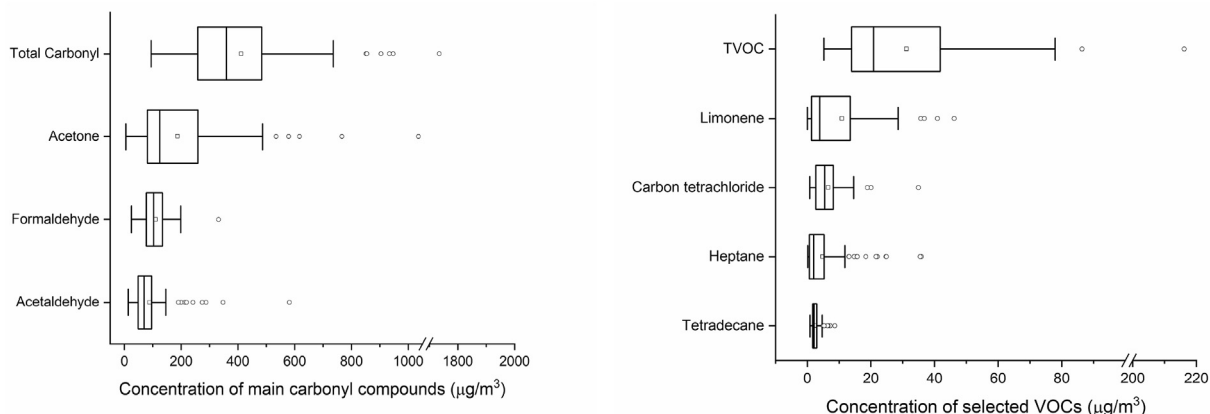 Total Carbonyl
Acetone
Formaldehyde
Acetaldehyde
0 200 400 600 800 1000 1800 2000
Concentration of main carbonyl compounds (μg/m³)
TVOC
Limonene
Carbon tetrachloride
Heptane
Tetradecane
0 20 40 60 80 100 200 220
Concentration of selected VOCs (μg/m³)